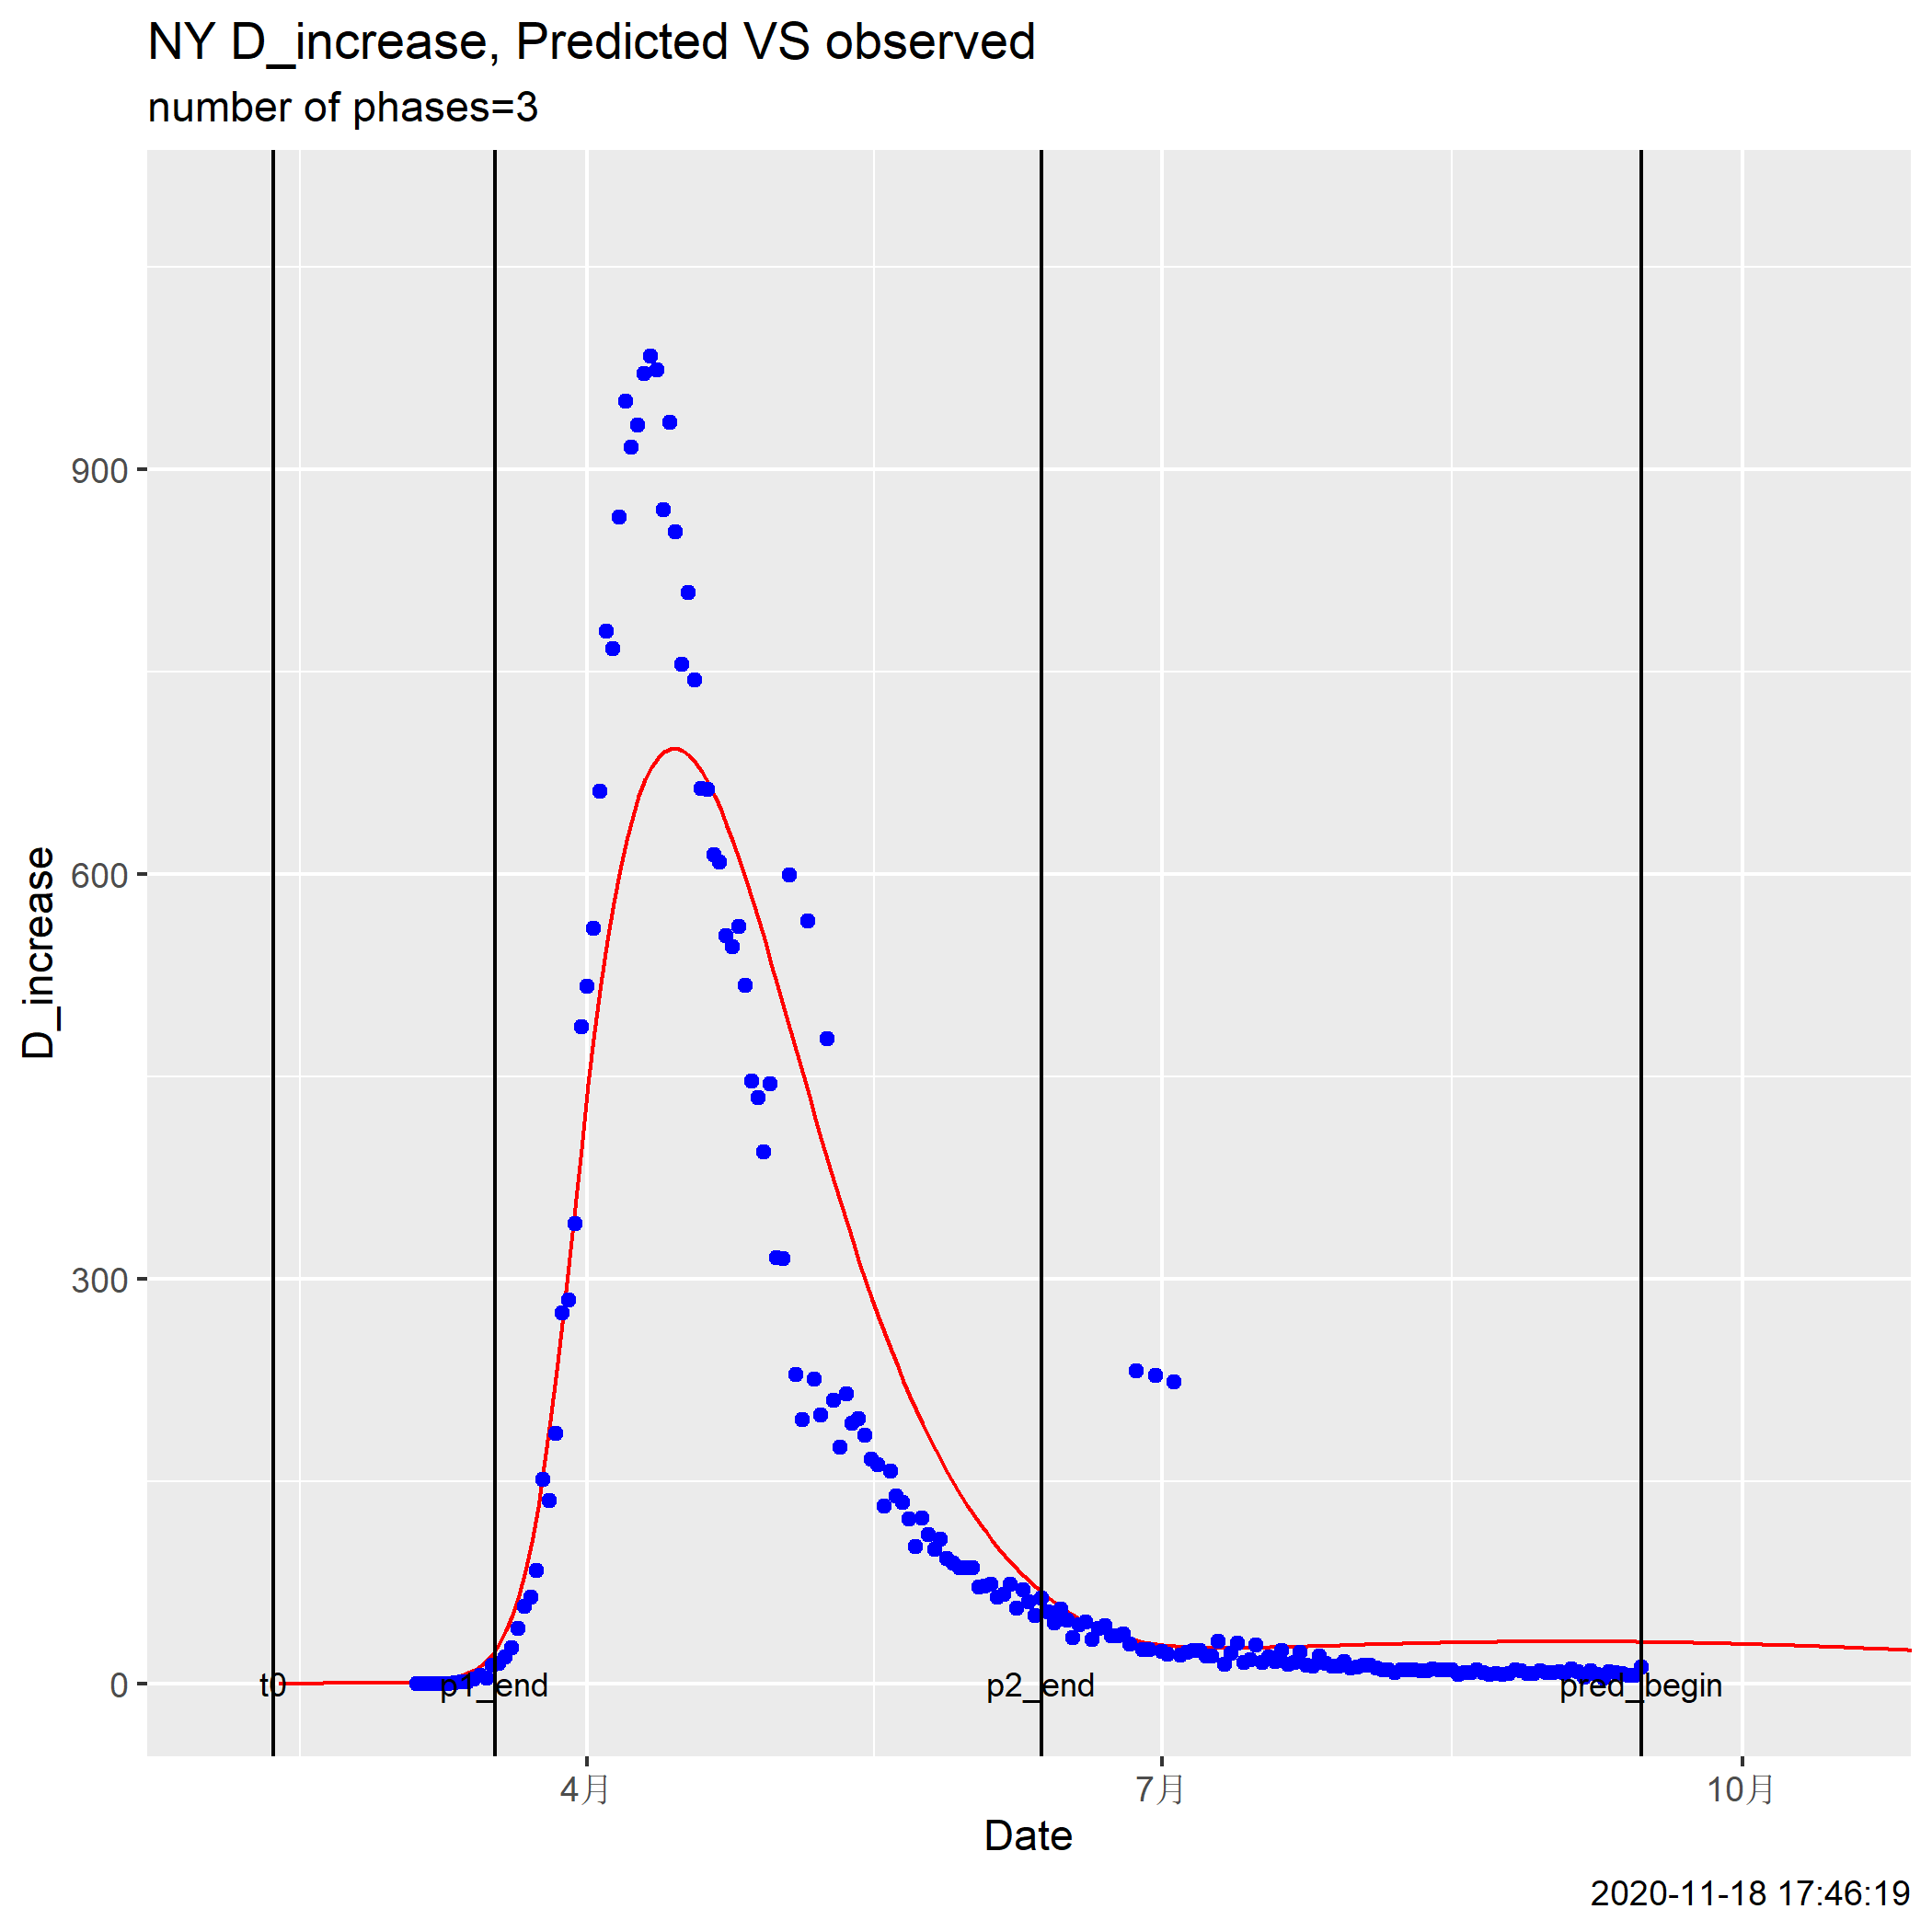 NY D_increase, Predicted VS observed
number of phases=3
900
600
300
0
D_increase
t0
p1_end
p2_end
pred_begin
4月
7月
10月
Date
2020-11-18 17:46:19